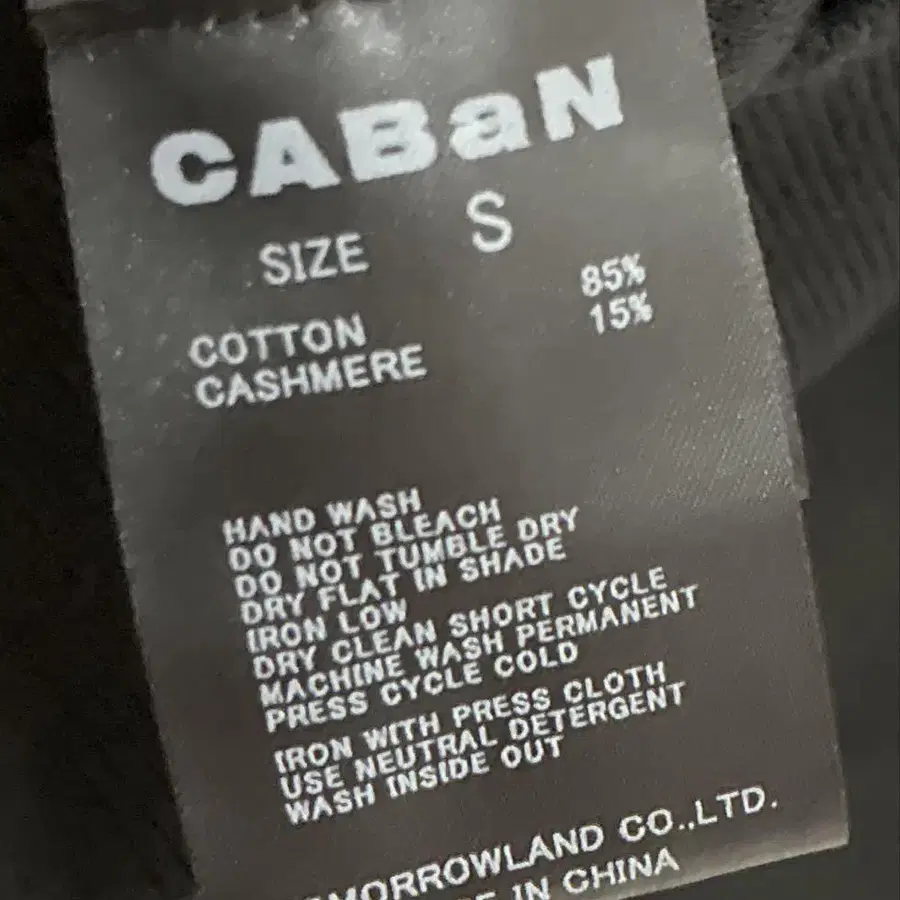 CABaN
SIZE S
COTTON 85%
CASHMERE 15%
HAND WASH
DO NOT BLEACH
DO NOT TUMBLE DRY
DRY FLAT IN SHADE
IRON LOW
DRY CLEAN SHORT CYCLE
MACHINE WASH PERMANENT
PRESS CYCLE COLD
IRON WITH PRESS CLOTH
USE NEUTRAL DETERGENT
WASH INSIDE OUT
MORROWLAND CO.,LTD.
IN CHINA